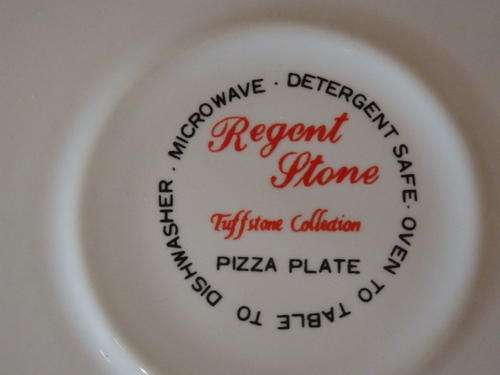 MICROWAVE · DETERGENT SAFE · OVEN TO TABLE TO DISHWASHER ·
Regent
Stone
Tuffstone Collection
PIZZA PLATE